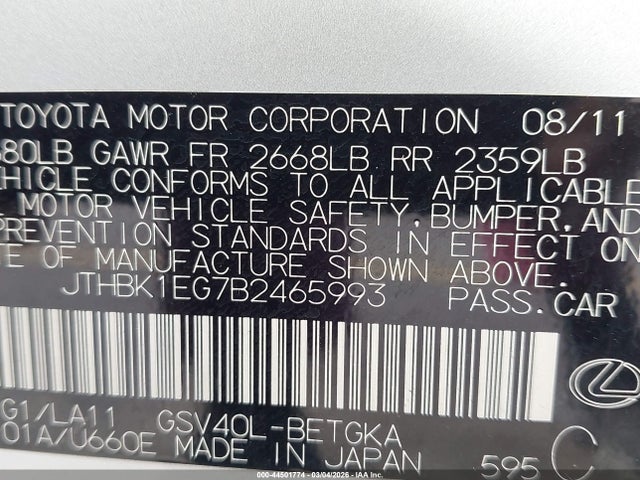 TOYOTA MOTOR CORPORATION 08/11
80LB GAWR FR 2668LB RR 2359LB
EHICLE CONFORMS TO ALL APPLICABLE
E MOTOR VEHICLE SAFETY, BUMPER, AND
PREVENTION STANDARDS IN EFFECT ON
TE OF MANUFACTURE SHOWN ABOVE.
JTHBK1EG7B2465993 PASS.CAR
G1/LA11 GSV40L-BETGKA
01A/U660E MADE IN JAPAN 595 C
000-44501774 - 03/04/2026 - IAA Inc.